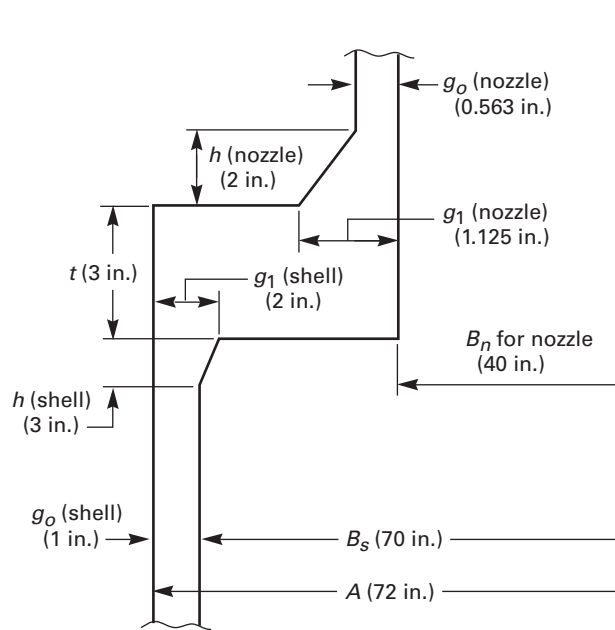 g_o (nozzle)
(0.563 in.)
h (nozzle)
(2 in.)
g_1 (nozzle)
(1.125 in.)
t (3 in.)
g_1 (shell)
(2 in.)
B_n for nozzle
(40 in.)
h (shell)
(3 in.)
g_o (shell)
(1 in.)
B_s (70 in.)
A (72 in.)